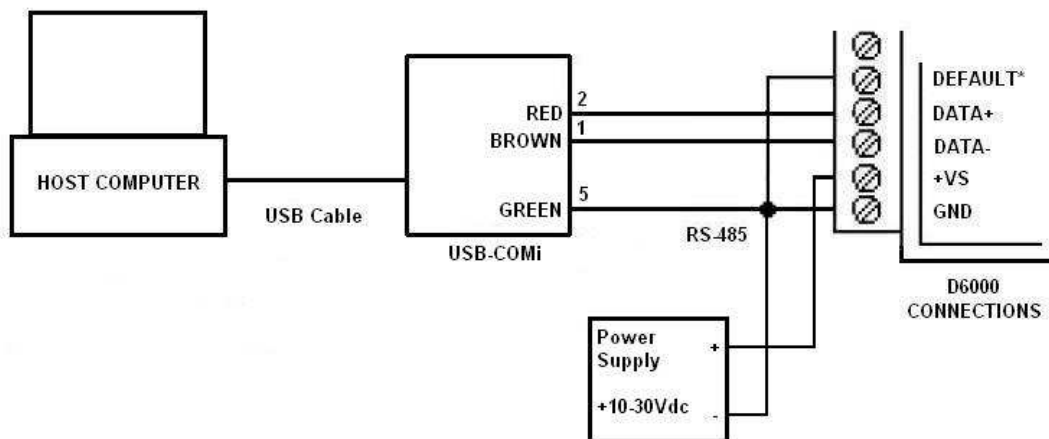 HOST COMPUTER
USB Cable
RED
2
BROWN
1
GREEN
5
USB-COMi
RS-485
DEFAULT*
DATA+
DATA-
+VS
GND
D6000
CONNECTIONS
Power
+
Supply
+10-30Vdc
-